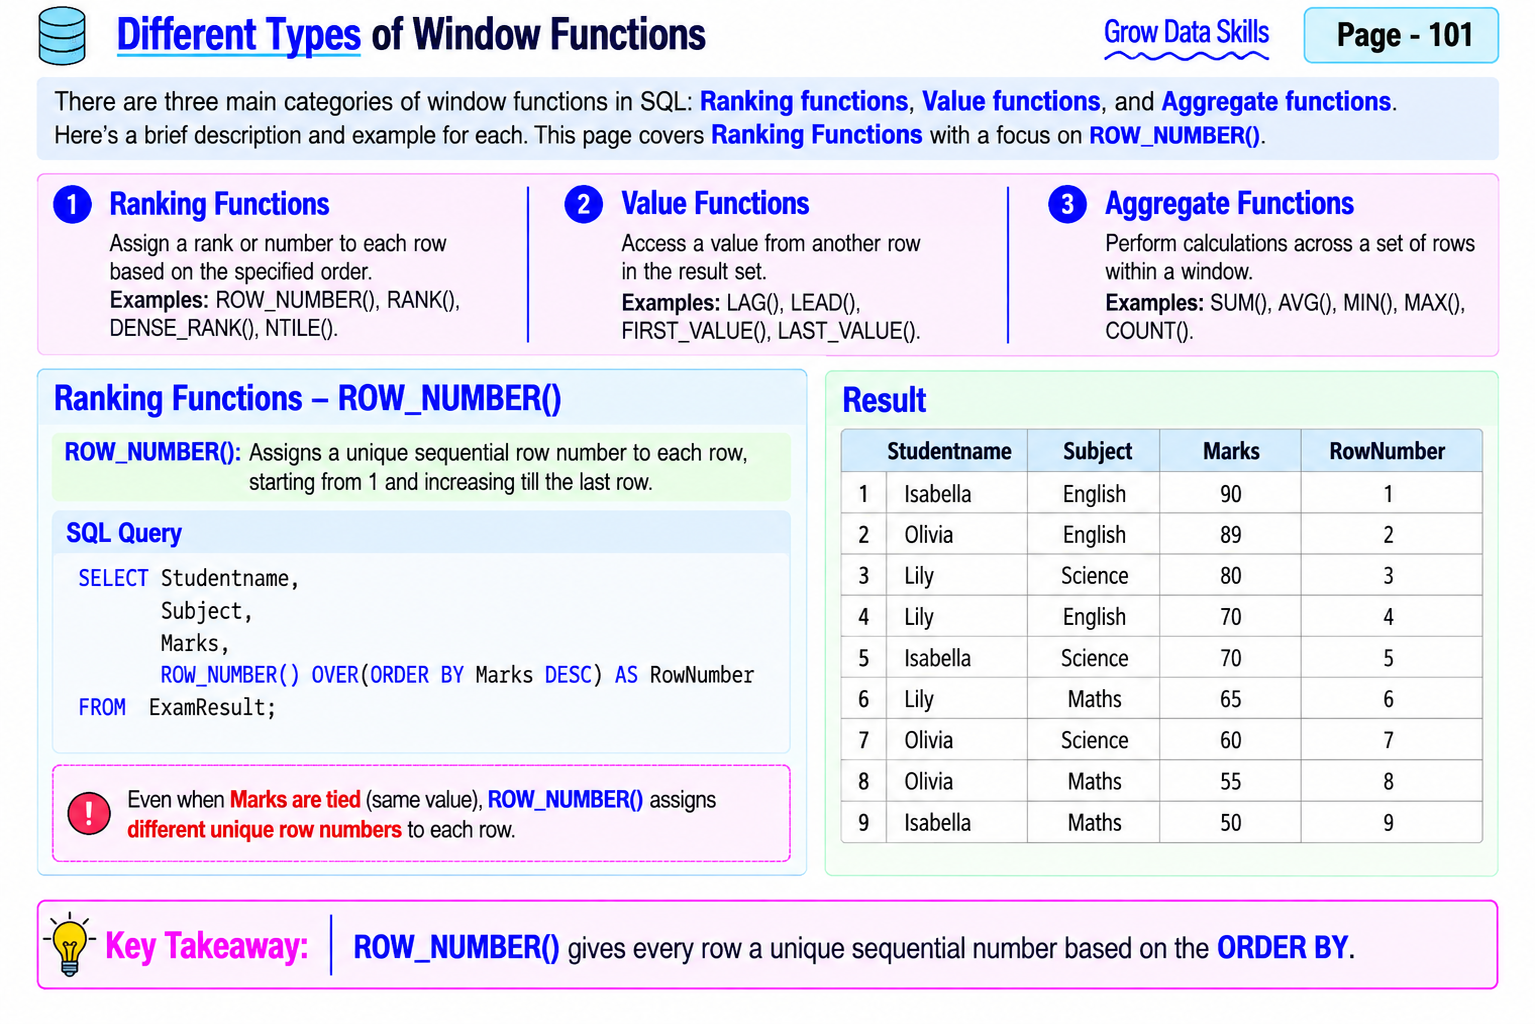 Different Types of Window Functions
Grow Data Skills
Page - 101
There are three main categories of window functions in SQL: Ranking functions, Value functions, and Aggregate functions.
Here's a brief description and example for each. This page covers Ranking Functions with a focus on ROW_NUMBER().
1 Ranking Functions
Assign a rank or number to each row
based on the specified order.
Examples: ROW_NUMBER(), RANK(),
DENSE_RANK(), NTILE().
2 Value Functions
Access a value from another row
in the result set.
Examples: LAG(), LEAD(),
FIRST_VALUE(), LAST_VALUE().
3 Aggregate Functions
Perform calculations across a set of rows
within a window.
Examples: SUM(), AVG(), MIN(), MAX(),
COUNT().
Ranking Functions – ROW_NUMBER()
ROW_NUMBER(): Assigns a unique sequential row number to each row,
starting from 1 and increasing till the last row.
SQL Query
SELECT Studentname,
Subject,
Marks,
ROW_NUMBER() OVER(ORDER BY Marks DESC) AS RowNumber
FROM ExamResult;
! Even when Marks are tied (same value), ROW_NUMBER() assigns
different unique row numbers to each row.
Result
Studentname Subject Marks RowNumber
1 Isabella English 90 1
2 Olivia English 89 2
3 Lily Science 80 3
4 Lily English 70 4
5 Isabella Science 70 5
6 Lily Maths 65 6
7 Olivia Science 60 7
8 Olivia Maths 55 8
9 Isabella Maths 50 9
Key Takeaway: ROW_NUMBER() gives every row a unique sequential number based on the ORDER BY.